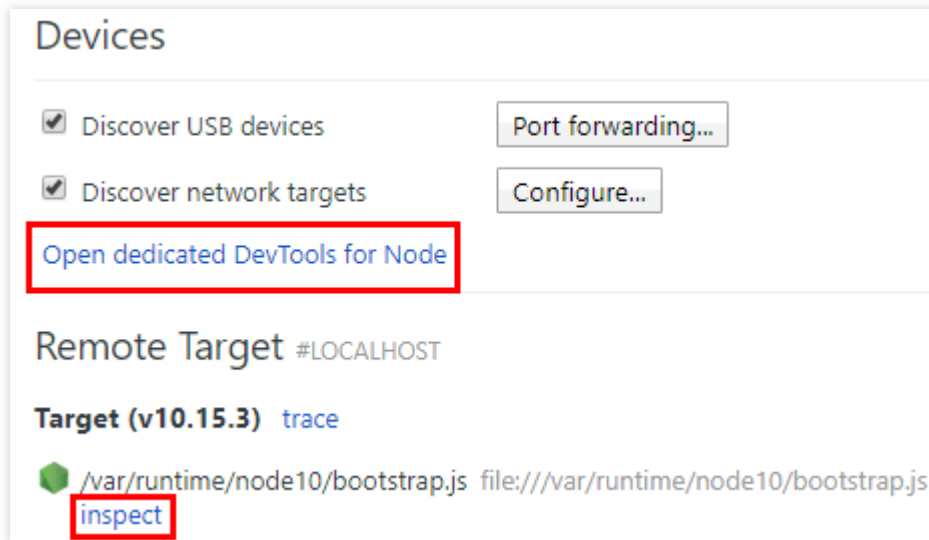 Devices
Discover USB devices Port forwarding...
Discover network targets Configure...
Open dedicated DevTools for Node
Remote Target #LOCALHOST
Target (v10.15.3) trace
/var/runtime/node10/bootstrap.js file:///var/runtime/node10/bootstrap.js
inspect